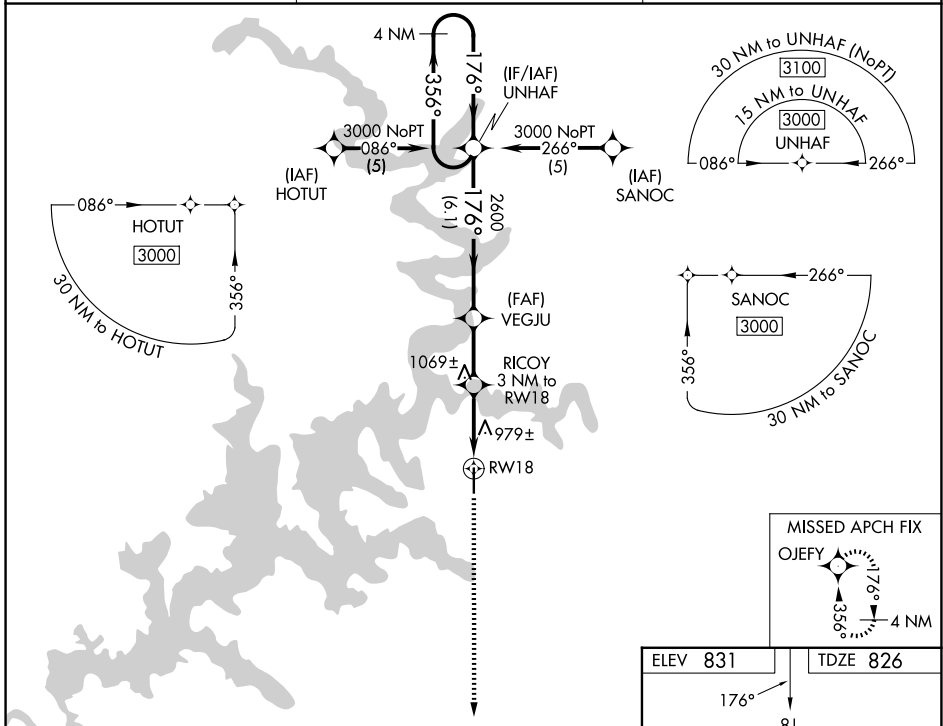 4 NM
356°
176°
(IF/IAF)
UNHAF
3000 NoPT
086°
(5)
3000 NoPT
266°
(5)
(IAF)
HOTUT
(IAF)
SANOC
30 NM to UNHAF (NoPT)
3100
15 NM to UNHAF
3000
UNHAF
086°
266°
086°
HOTUT
3000
356°
30 NM to HOTUT
2600
176°
(6.1)
266°
SANOC
3000
356°
30 NM to SANOC
(FAF)
VEGJU
1069±
RICOY
3 NM to
RW18
979±
RW18
MISSED APCH FIX
OJEFY
176°
356°
4 NM
ELEV 831
TDZE 826
176°